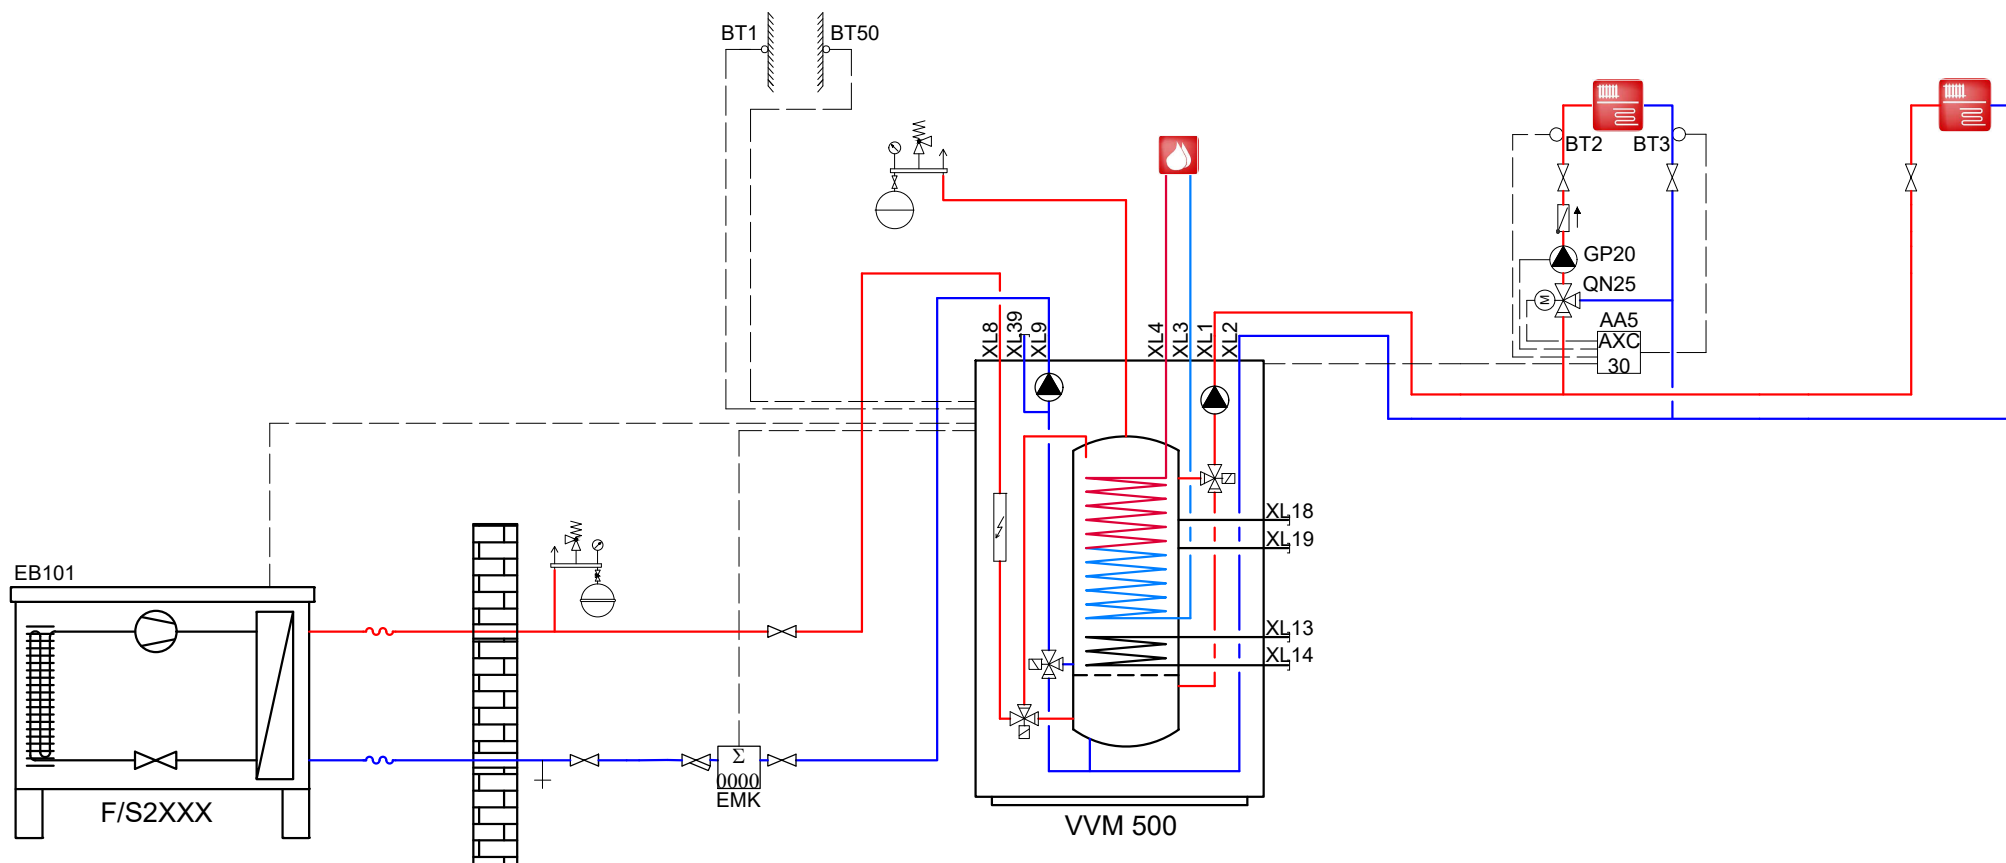 BT1
BT50
BT2
BT3
GP20
QN25
M
AA5
AXC
30
XL8
XL39
XL9
XL4
XL3
XL1
XL2
XL18
XL19
XL13
XL14
EB101
F/S2XXX
Σ
0000
EMK
VVM 500